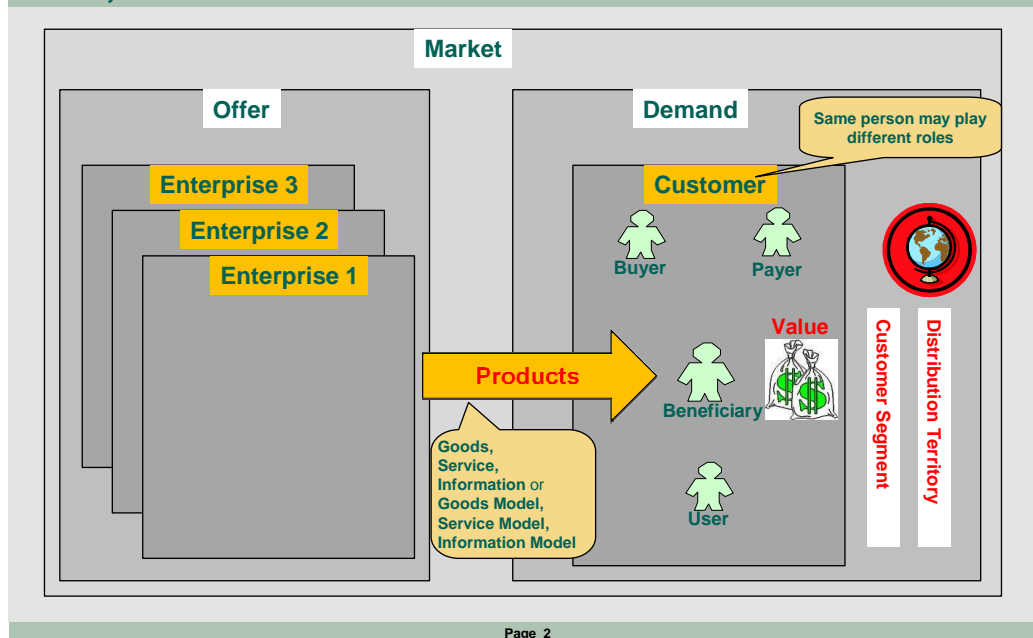 Market
Offer
Demand
Same person may play
different roles
Enterprise 3
Enterprise 2
Enterprise 1
Customer
Buyer
Payer
Value
Products
Beneficiary
User
Goods,
Service,
Information or
Goods Model,
Service Model,
Information Model
Customer Segment
Distribution Territory
Page 2